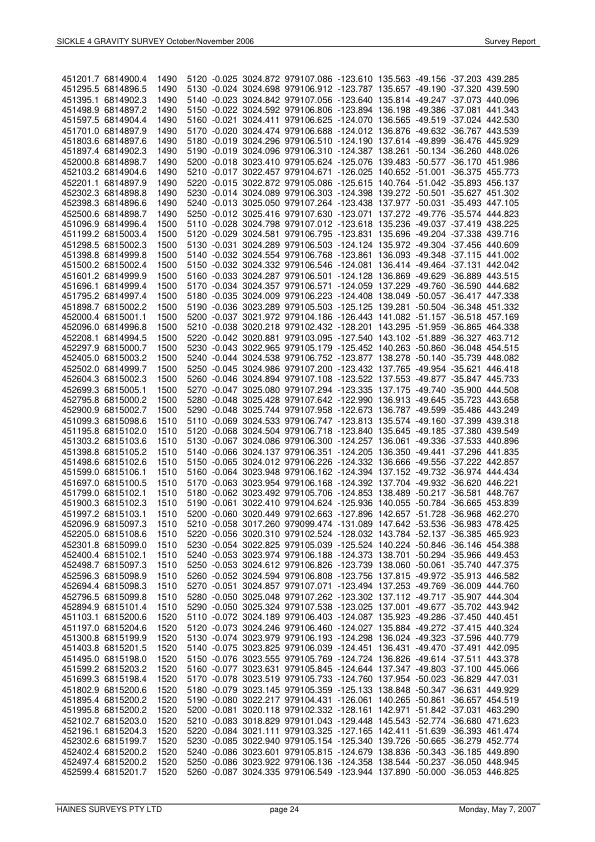 SICKLE 4 GRAVITY SURVEY October/November 2006 Survey Report
451201.7 6814900.4 1490 5120 -0.025 3024.872 979107.086 -123.610 135.563 -49.156 -37.203 439.285
451295.5 6814896.5 1490 5130 -0.024 3024.698 979106.912 -123.787 135.657 -49.190 -37.320 439.590
451395.1 6814902.3 1490 5140 -0.023 3024.842 979107.056 -123.640 135.814 -49.247 -37.073 440.096
451498.9 6814897.2 1490 5150 -0.022 3024.592 979106.806 -123.894 136.198 -49.386 -37.081 441.343
451597.5 6814904.4 1490 5160 -0.021 3024.411 979106.625 -124.070 136.565 -49.519 -37.024 442.530
451701.0 6814897.9 1490 5170 -0.020 3024.474 979106.688 -124.012 136.876 -49.632 -36.767 443.539
451803.6 6814897.6 1490 5180 -0.019 3024.296 979106.510 -124.190 137.614 -49.899 -36.476 445.929
451897.4 6814902.3 1490 5190 -0.019 3024.096 979106.310 -124.387 138.261 -50.134 -36.260 448.026
452000.8 6814898.7 1490 5200 -0.018 3023.410 979105.624 -125.076 139.483 -50.577 -36.170 451.986
452103.2 6814904.6 1490 5210 -0.017 3022.457 979104.671 -126.025 140.652 -51.001 -36.375 455.773
452201.1 6814897.9 1490 5220 -0.015 3022.872 979105.086 -125.615 140.764 -51.042 -35.893 456.137
452302.3 6814898.8 1490 5230 -0.014 3024.089 979106.303 -124.398 139.272 -50.501 -35.627 451.302
452398.3 6814896.6 1490 5240 -0.013 3025.050 979107.264 -123.438 137.977 -50.031 -35.493 447.105
452500.6 6814898.7 1490 5250 -0.012 3025.416 979107.630 -123.071 137.272 -49.776 -35.574 444.823
451096.9 6814996.4 1500 5110 -0.028 3024.798 979107.012 -123.618 135.236 -49.037 -37.419 438.225
451199.2 6815003.4 1500 5120 -0.029 3024.581 979106.795 -123.831 135.696 -49.204 -37.338 439.716
451298.5 6815002.3 1500 5130 -0.031 3024.289 979106.503 -124.124 135.972 -49.304 -37.456 440.609
451398.8 6814999.8 1500 5140 -0.032 3024.554 979106.768 -123.861 136.093 -49.348 -37.115 441.002
451500.2 6815002.4 1500 5150 -0.032 3024.332 979106.546 -124.081 136.414 -49.464 -37.131 442.042
451601.2 6814999.9 1500 5160 -0.033 3024.287 979106.501 -124.128 136.869 -49.629 -36.889 443.515
451696.1 6814999.4 1500 5170 -0.034 3024.357 979106.571 -124.059 137.229 -49.760 -36.590 444.682
451795.2 6814997.4 1500 5180 -0.035 3024.009 979106.223 -124.408 138.049 -50.057 -36.417 447.338
451898.7 6815002.2 1500 5190 -0.036 3023.289 979105.503 -125.125 139.281 -50.504 -36.348 451.332
452000.4 6815001.1 1500 5200 -0.037 3021.972 979104.186 -126.443 141.082 -51.157 -36.518 457.169
452096.0 6814996.8 1500 5210 -0.038 3020.218 979102.432 -128.201 143.295 -51.959 -36.865 464.338
452208.1 6814994.5 1500 5220 -0.042 3020.881 979103.095 -127.540 143.102 -51.889 -36.327 463.712
452297.9 6815000.7 1500 5230 -0.043 3022.965 979105.179 -125.452 140.263 -50.860 -36.048 454.515
452405.0 6815003.2 1500 5240 -0.044 3024.538 979106.752 -123.877 138.278 -50.140 -35.739 448.082
452502.0 6814999.7 1500 5250 -0.045 3024.986 979107.200 -123.432 137.765 -49.954 -35.621 446.418
452604.3 6815002.3 1500 5260 -0.046 3024.894 979107.108 -123.522 137.553 -49.877 -35.847 445.733
452699.3 6815005.1 1500 5270 -0.047 3025.080 979107.294 -123.335 137.175 -49.740 -35.900 444.508
452795.8 6815000.2 1500 5280 -0.048 3025.428 979107.642 -122.990 136.913 -49.645 -35.723 443.658
452900.9 6815002.7 1500 5290 -0.048 3025.744 979107.958 -122.673 136.787 -49.599 -35.486 443.249
451099.3 6815098.6 1510 5110 -0.069 3024.533 979106.747 -123.813 135.574 -49.160 -37.399 439.318
451195.8 6815102.0 1510 5120 -0.068 3024.504 979106.718 -123.840 135.645 -49.185 -37.380 439.549
451303.2 6815103.6 1510 5130 -0.067 3024.086 979106.300 -124.257 136.061 -49.336 -37.533 440.896
451398.8 6815105.2 1510 5140 -0.066 3024.137 979106.351 -124.205 136.350 -49.441 -37.296 441.835
451498.6 6815102.6 1510 5150 -0.065 3024.012 979106.226 -124.332 136.666 -49.556 -37.222 442.857
451599.0 6815106.1 1510 5160 -0.064 3023.948 979106.162 -124.394 137.152 -49.732 -36.974 444.434
451697.0 6815100.5 1510 5170 -0.063 3023.954 979106.168 -124.392 137.704 -49.932 -36.620 446.221
451799.0 6815102.1 1510 5180 -0.062 3023.492 979105.706 -124.853 138.489 -50.217 -36.581 448.767
451900.3 6815102.3 1510 5190 -0.061 3022.410 979104.624 -125.936 140.055 -50.784 -36.665 453.839
451997.2 6815103.1 1510 5200 -0.060 3020.449 979102.663 -127.896 142.657 -51.728 -36.968 462.270
452096.9 6815097.3 1510 5210 -0.058 3017.260 979099.474 -131.089 147.642 -53.536 -36.983 478.425
452205.0 6815108.6 1510 5220 -0.056 3020.310 979102.524 -128.032 143.784 -52.137 -36.385 465.923
452301.8 6815099.0 1510 5230 -0.054 3022.825 979105.039 -125.524 140.224 -50.846 -36.146 454.388
452400.4 6815102.6 1510 5240 -0.053 3023.974 979106.188 -124.373 138.701 -50.294 -35.966 449.453
452498.7 6815097.3 1510 5250 -0.053 3024.612 979106.826 -123.739 138.060 -50.061 -35.740 447.375
452596.3 6815098.9 1510 5260 -0.052 3024.594 979106.808 -123.756 137.815 -49.972 -35.913 446.582
452694.4 6815098.3 1510 5270 -0.051 3024.857 979107.071 -123.494 137.253 -49.769 -36.009 444.760
452796.5 6815099.8 1510 5280 -0.050 3025.048 979107.262 -123.302 137.112 -49.717 -35.907 444.304
452894.9 6815101.4 1510 5290 -0.050 3025.324 979107.538 -123.025 137.001 -49.677 -35.702 443.942
451103.1 6815200.6 1520 5110 -0.072 3024.189 979106.403 -124.087 135.923 -49.286 -37.450 440.451
451197.0 6815204.6 1520 5120 -0.073 3024.246 979106.460 -124.027 135.884 -49.272 -37.415 440.324
451300.8 6815199.9 1520 5130 -0.074 3023.979 979106.193 -124.298 136.024 -49.323 -37.596 440.779
451403.8 6815201.5 1520 5140 -0.075 3023.825 979106.039 -124.451 136.431 -49.470 -37.491 442.095
451495.0 6815198.0 1520 5150 -0.076 3023.555 979105.769 -124.724 136.826 -49.614 -37.511 443.378
451599.2 6815203.2 1520 5160 -0.077 3023.631 979105.845 -124.644 137.347 -49.803 -37.100 445.066
451699.3 6815198.4 1520 5170 -0.078 3023.519 979105.733 -124.760 137.954 -50.023 -36.829 447.031
451802.9 6815200.6 1520 5180 -0.079 3023.145 979105.359 -125.133 138.848 -50.347 -36.631 449.929
451895.4 6815200.2 1520 5190 -0.080 3022.217 979104.431 -126.061 140.265 -50.861 -36.657 454.519
451995.8 6815200.2 1520 5200 -0.081 3020.118 979102.332 -128.161 142.971 -51.842 -37.031 463.290
452102.7 6815203.0 1520 5210 -0.083 3018.829 979101.043 -129.448 145.543 -52.774 -36.680 471.623
452196.1 6815204.3 1520 5220 -0.084 3021.111 979103.325 -127.165 142.411 -51.639 -36.393 461.474
452302.6 6815199.7 1520 5230 -0.085 3022.940 979105.154 -125.340 139.726 -50.665 -36.279 452.774
452402.4 6815200.2 1520 5240 -0.086 3023.601 979105.815 -124.679 138.836 -50.343 -36.185 449.890
452497.4 6815200.2 1520 5250 -0.086 3023.922 979106.136 -124.358 138.544 -50.237 -36.050 448.945
452599.4 6815201.7 1520 5260 -0.087 3024.335 979106.549 -123.944 137.890 -50.000 -36.053 446.825
HAINES SURVEYS PTY LTD page 24 Monday, May 7, 2007